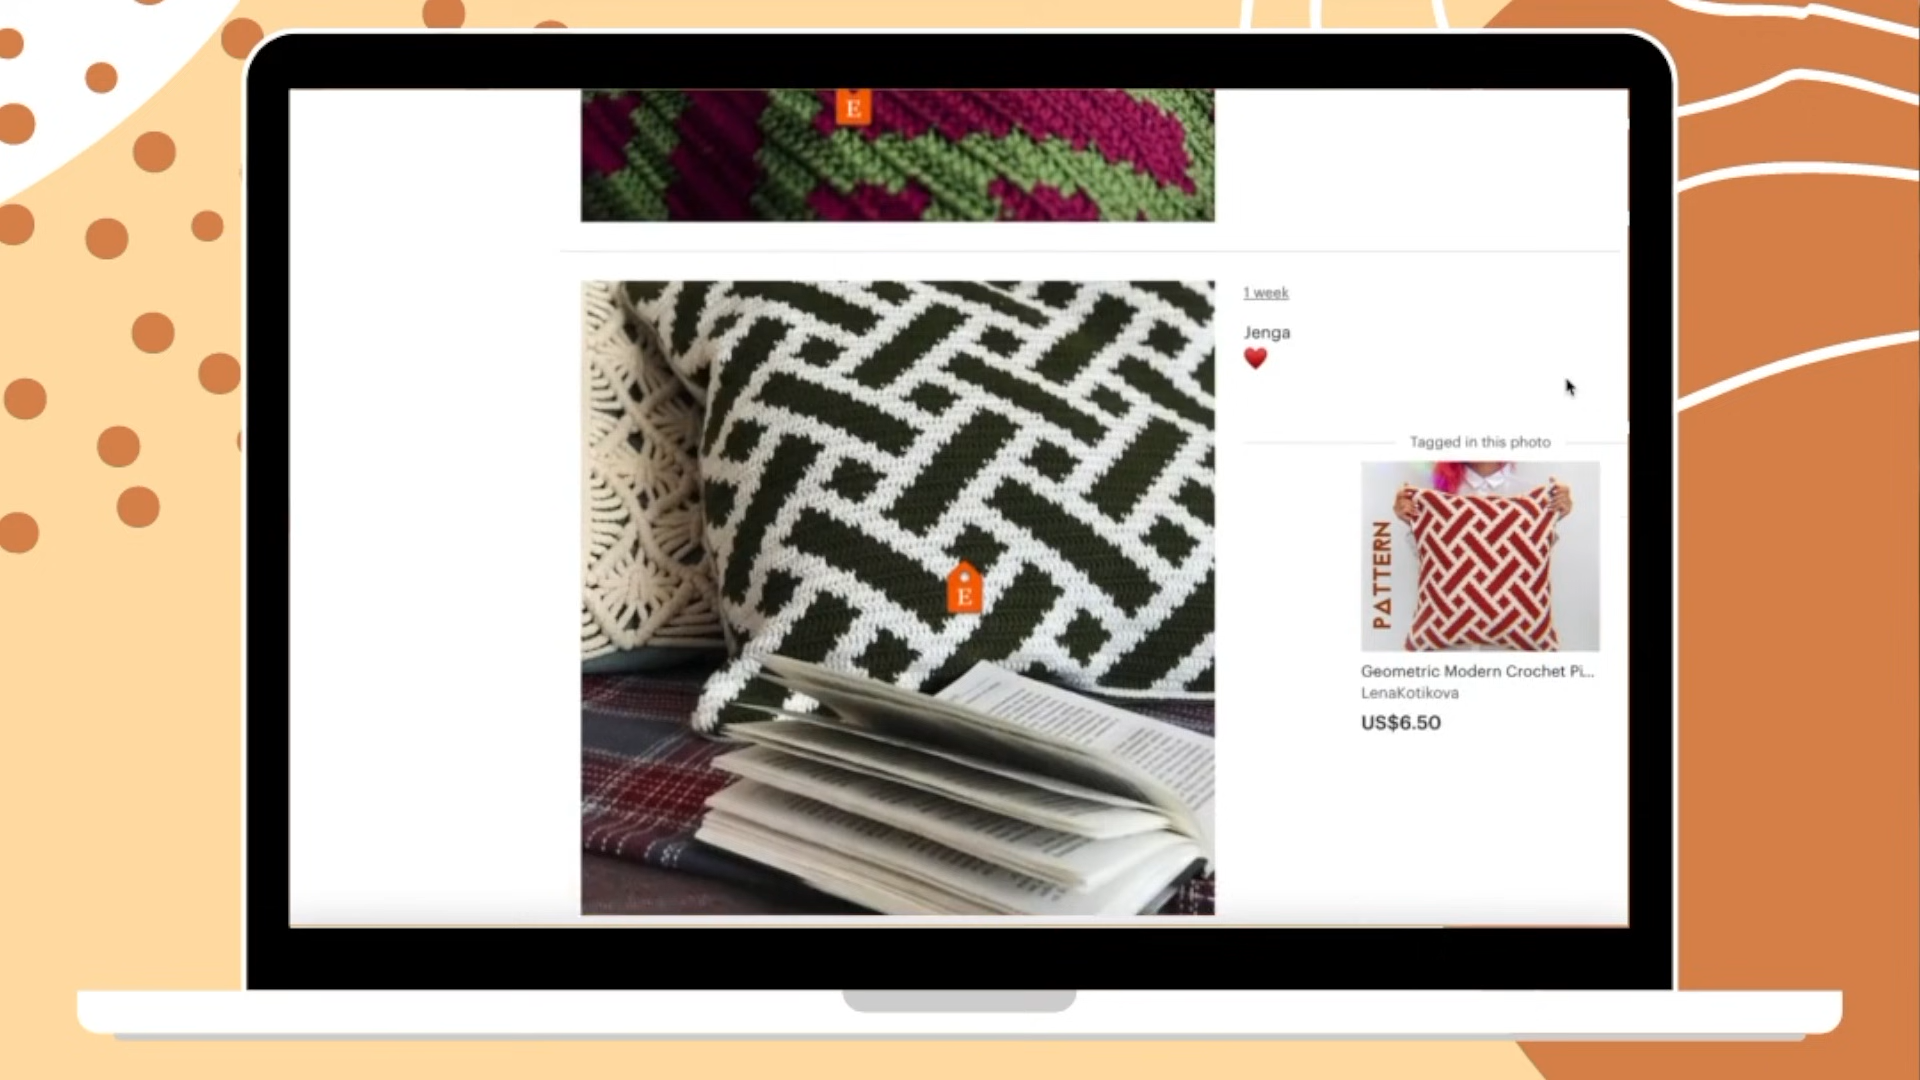 E
1 week
Jenga
Tagged in this photo
E
PATTERN
Geometric Modern Crochet Pi...
LenaKotikova
US$6.50